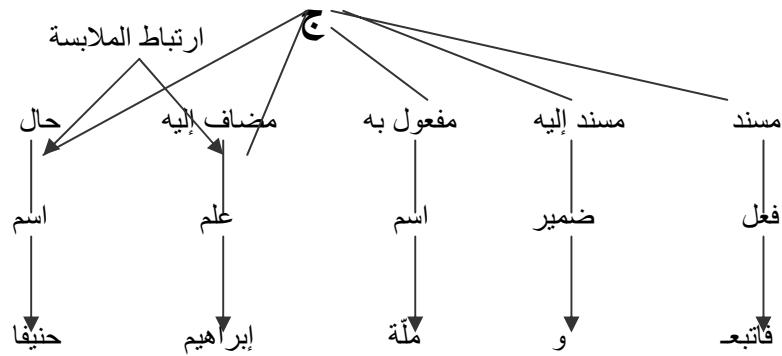 ج
ارتباط الملابسة
مسند مسند إليه مفعول به مضاف إليه حال
فعل ضمير اسم علم اسم
فاتبعـ و ملّة إبراهيم حنيفا